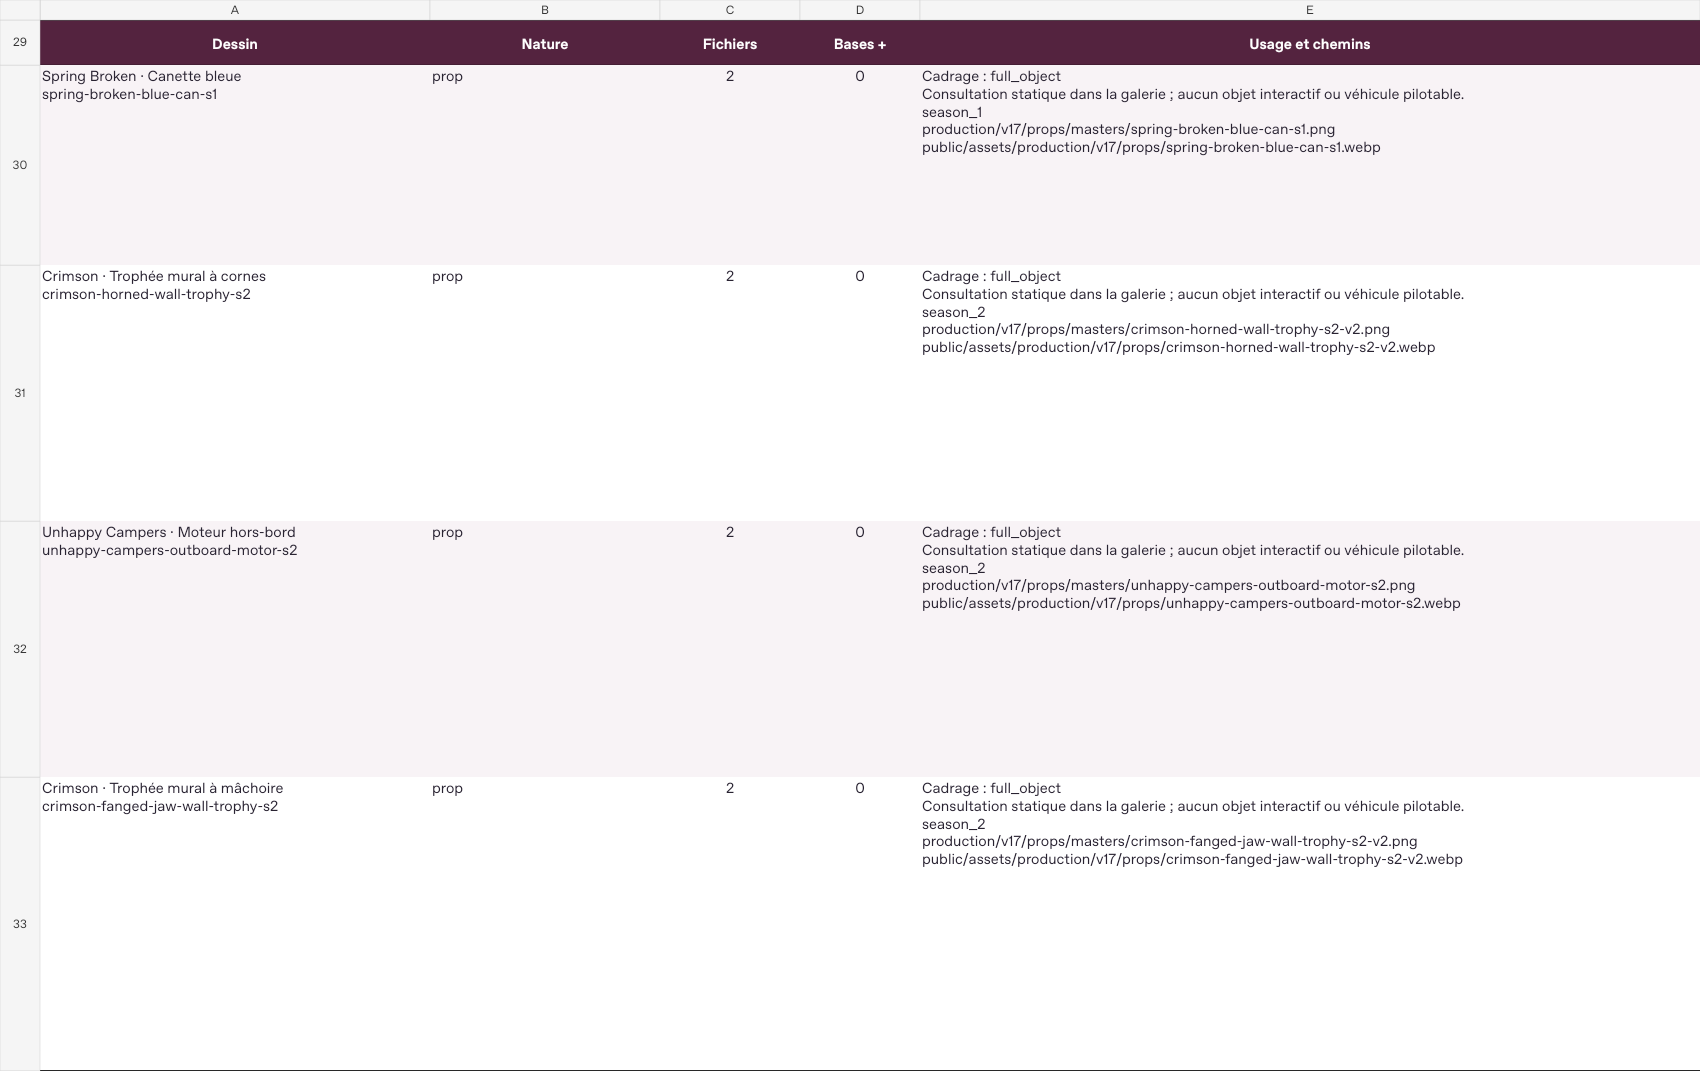 A B C D E
29 Dessin Nature Fichiers Bases + Usage et chemins
30
Spring Broken · Canette bleue
spring-broken-blue-can-s1
prop
2
0
Cadrage : full_object
Consultation statique dans la galerie ; aucun objet interactif ou véhicule pilotable.
season_1
production/v17/props/masters/spring-broken-blue-can-s1.png
public/assets/production/v17/props/spring-broken-blue-can-s1.webp
31
Crimson · Trophée mural à cornes
crimson-horned-wall-trophy-s2
prop
2
0
Cadrage : full_object
Consultation statique dans la galerie ; aucun objet interactif ou véhicule pilotable.
season_2
production/v17/props/masters/crimson-horned-wall-trophy-s2-v2.png
public/assets/production/v17/props/crimson-horned-wall-trophy-s2-v2.webp
32
Unhappy Campers · Moteur hors-bord
unhappy-campers-outboard-motor-s2
prop
2
0
Cadrage : full_object
Consultation statique dans la galerie ; aucun objet interactif ou véhicule pilotable.
season_2
production/v17/props/masters/unhappy-campers-outboard-motor-s2.png
public/assets/production/v17/props/unhappy-campers-outboard-motor-s2.webp
33
Crimson · Trophée mural à mâchoire
crimson-fanged-jaw-wall-trophy-s2
prop
2
0
Cadrage : full_object
Consultation statique dans la galerie ; aucun objet interactif ou véhicule pilotable.
season_2
production/v17/props/masters/crimson-fanged-jaw-wall-trophy-s2-v2.png
public/assets/production/v17/props/crimson-fanged-jaw-wall-trophy-s2-v2.webp